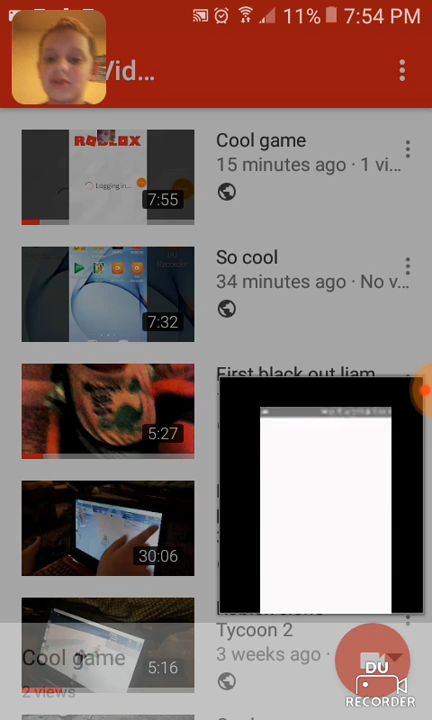 11% 7:54 PM
Vid…
ROBLOX
Logging in...
7:55
Cool game
15 minutes ago · 1 vi...
7:32
So cool
34 minutes ago · No v...
5:27
First black out liam
30:06
5:16
Tycoon 2
3 weeks ago ·
Cool game
2 views
DU
RECORDER